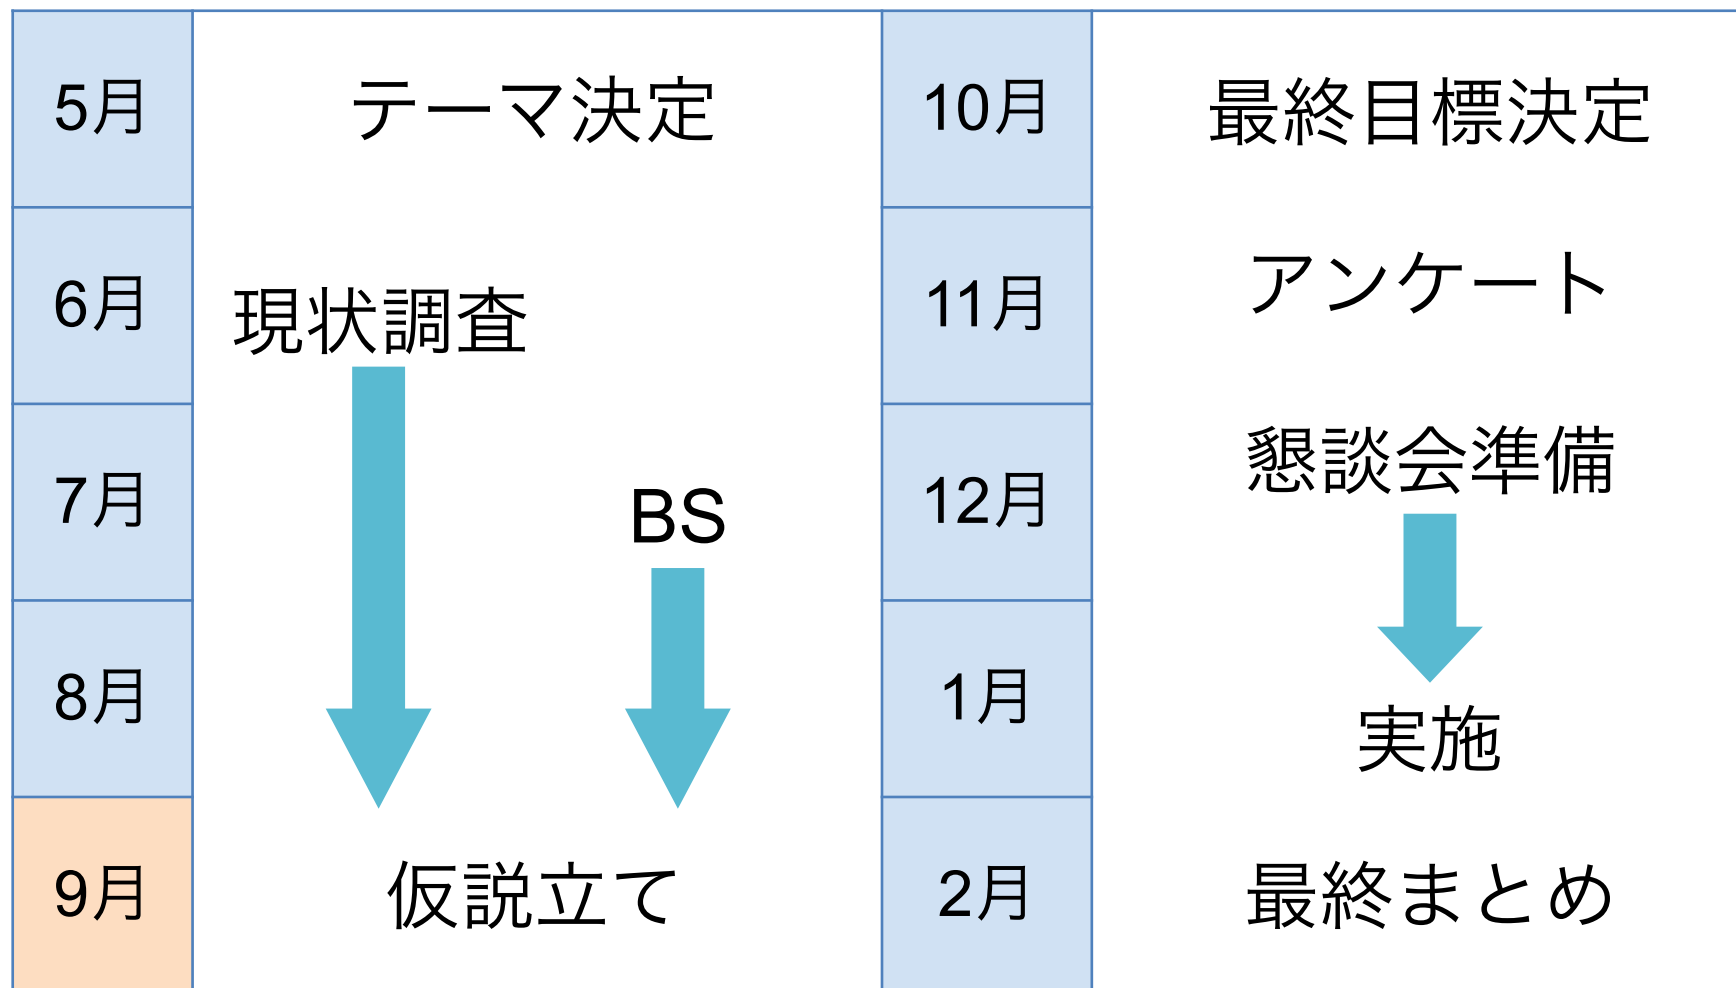 5月
テーマ決定
6月
現状調査
7月
BS
8月
9月
仮説立て
10月
最終目標決定
11月
アンケート
12月
懇談会準備
1月
実施
2月
最終まとめ